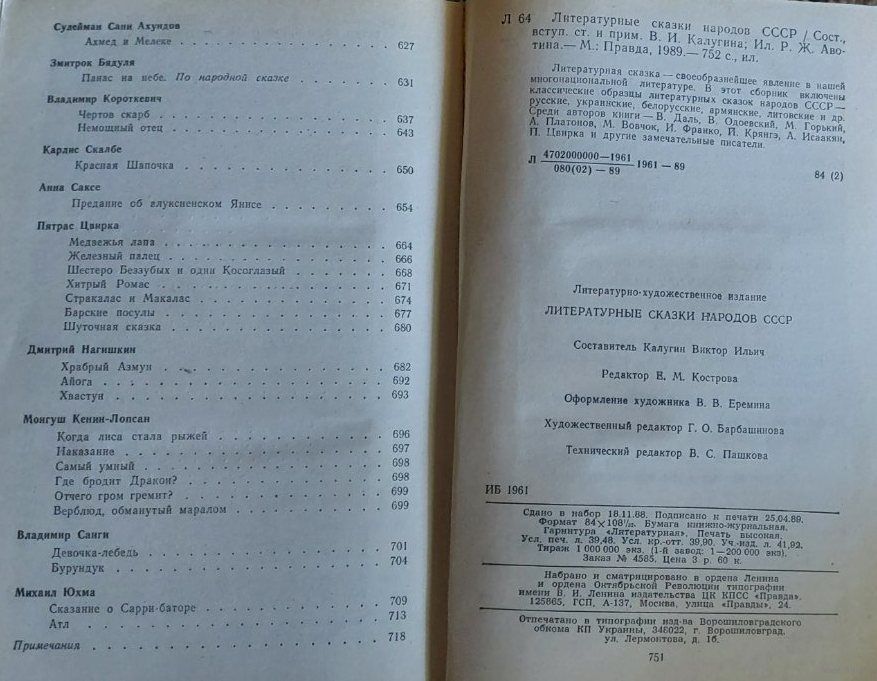 Сулейман Сани Ахундов
Ахмед и Мелеке . . . . . . . . . . . . . . . . 627
Змитрок Бядуля
Панас на небе. По народной сказке . . . . . . . 631
Владимир Короткевич
Чертов скарб . . . . . . . . . . . . . . . . 637
Немощный отец . . . . . . . . . . . . . . . . 643
Карлис Скалбе
Красная Шапочка . . . . . . . . . . . . . . . . 650
Анна Саксе
Предание об глуксненском Янисе . . . . . . . . 654
Пятрас Цвирка
Медвежья лапа . . . . . . . . . . . . . . . . 664
Железный палец . . . . . . . . . . . . . . . . 666
Шестеро Беззубых и один Косоглазый . . . . . . . 668
Хитрый Ромас . . . . . . . . . . . . . . . . 671
Стракалас и Макалас . . . . . . . . . . . . . 674
Барские посулы . . . . . . . . . . . . . . . . 677
Шуточная сказка . . . . . . . . . . . . . . . 680
Дмитрий Нагишкин
Храбрый Азмун . . . . . . . . . . . . . . . . 682
Айога . . . . . . . . . . . . . . . . 692
Хвастун . . . . . . . . . . . . . . . . 693
Монгуш Кенин-Лопсан
Когда лиса стала рыжей . . . . . . . . . . . . 696
Наказание . . . . . . . . . . . . . . . . 697
Самый умный . . . . . . . . . . . . . . . . 698
Где бродит Дракон? . . . . . . . . . . . . . . 698
Отчего гром гремит? . . . . . . . . . . . . . . 699
Верблюд, обманутый маралом . . . . . . . . . . 699
Владимир Санги
Девочка-лебедь . . . . . . . . . . . . . . . . 701
Бурундук . . . . . . . . . . . . . . . . 704
Михаил Юхма
Сказание о Сарри-баторе . . . . . . . . . . . . 709
Атл . . . . . . . . . . . . . . . . 713
Примечания . . . . . . . . . . . . . . . . 718
Л 64 Литературные сказки народов СССР / Сост.,
вступ. ст. и прим. В. И. Калугина; Ил. Р. Ж. Аво-
тина.— М.: Правда, 1989.— 752 с., ил.
Литературная сказка — своеобразнейшее явление в нашей
многонациональной литературе. В этот сборник включены
классические образцы литературных сказок народов СССР —
русские, украинские, белорусские, армянские, литовские и др.
Среди авторов книги — В. Даль, В. Одоевский, М. Горький,
А. Платонов, М. Вовчок, И. Франко, И. Крянгэ, А. Исаакян,
П. Цвирка и другие замечательные писатели.
Л 4702000000—1961 1961—89
080(02)—89
84 (2)
Литературно-художественное издание
ЛИТЕРАТУРНЫЕ СКАЗКИ НАРОДОВ СССР
Составитель Калугин Виктор Ильич
Редактор Е. М. Кострова
Оформление художника В. В. Еремина
Художественный редактор Г. О. Барбашинова
Технический редактор В. С. Пашкова
ИБ 1961
Сдано в набор 18.11.88. Подписано к печати 25.04.89.
Формат 84×108¹/₃₂. Бумага книжно-журнальная.
Гарнитура «Литературная». Печать высокая.
Усл. печ. л. 39,48. Усл. кр.-отт. 39,90. Уч.-изд. л. 41,92.
Тираж 1 000 000 экз. (1-й завод: 1—200 000 экз).
Заказ № 4585. Цена 3 р. 60 к.
Набрано и сматрицировано в ордена Ленина
и ордена Октябрьской Революции типографии
имени В. И. Ленина издательства ЦК КПСС «Правда».
125865, ГСП, А-137, Москва, улица «Правды», 24.
Отпечатано в типографии изд-ва Ворошиловградского
обкома КП Украины, 348022, г. Ворошиловград.
ул. Лермонтова, д. 1б.
751